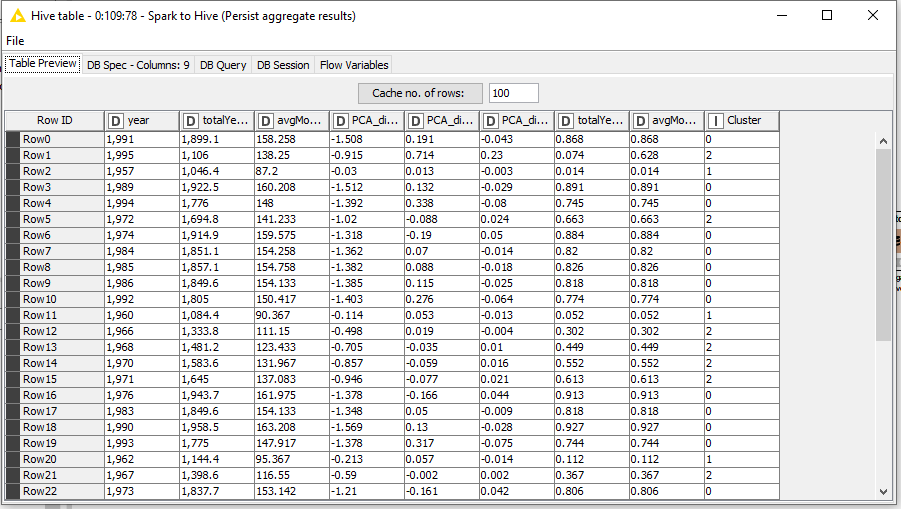 Hive table - 0:109:78 - Spark to Hive (Persist aggregate results)
File
Table Preview DB Spec - Columns: 9 DB Query DB Session Flow Variables
Cache no. of rows: 100
Row ID D year D totalYe... D avgMo... D PCA_di... D PCA_di... D PCA_di... D totalYe... D avgMo... I Cluster
Row0 1,991 1,899.1 158.258 -1.508 0.191 -0.043 0.868 0.868 0
Row1 1,995 1,106 138.25 -0.915 0.714 0.23 0.074 0.628 2
Row2 1,957 1,046.4 87.2 -0.03 0.013 -0.003 0.014 0.014 1
Row3 1,989 1,922.5 160.208 -1.512 0.132 -0.029 0.891 0.891 0
Row4 1,994 1,776 148 -1.392 0.338 -0.08 0.745 0.745 0
Row5 1,972 1,694.8 141.233 -1.02 -0.088 0.024 0.663 0.663 2
Row6 1,974 1,914.9 159.575 -1.318 -0.19 0.05 0.884 0.884 0
Row7 1,984 1,851.1 154.258 -1.362 0.07 -0.014 0.82 0.82 0
Row8 1,985 1,857.1 154.758 -1.382 0.088 -0.018 0.826 0.826 0
Row9 1,986 1,849.6 154.133 -1.385 0.115 -0.025 0.818 0.818 0
Row10 1,992 1,805 150.417 -1.403 0.276 -0.064 0.774 0.774 0
Row11 1,960 1,084.4 90.367 -0.114 0.053 -0.013 0.052 0.052 1
Row12 1,966 1,333.8 111.15 -0.498 0.019 -0.004 0.302 0.302 2
Row13 1,968 1,481.2 123.433 -0.705 -0.035 0.01 0.449 0.449 2
Row14 1,970 1,583.6 131.967 -0.857 -0.059 0.016 0.552 0.552 2
Row15 1,971 1,645 137.083 -0.946 -0.077 0.021 0.613 0.613 2
Row16 1,976 1,943.7 161.975 -1.378 -0.166 0.044 0.913 0.913 0
Row17 1,983 1,849.6 154.133 -1.348 0.05 -0.009 0.818 0.818 0
Row18 1,990 1,958.5 163.208 -1.569 0.13 -0.028 0.927 0.927 0
Row19 1,993 1,775 147.917 -1.378 0.317 -0.075 0.744 0.744 0
Row20 1,962 1,144.4 95.367 -0.213 0.057 -0.014 0.112 0.112 1
Row21 1,967 1,398.6 116.55 -0.59 -0.002 0.002 0.367 0.367 2
Row22 1,973 1,837.7 153.142 -1.21 -0.161 0.042 0.806 0.806 0